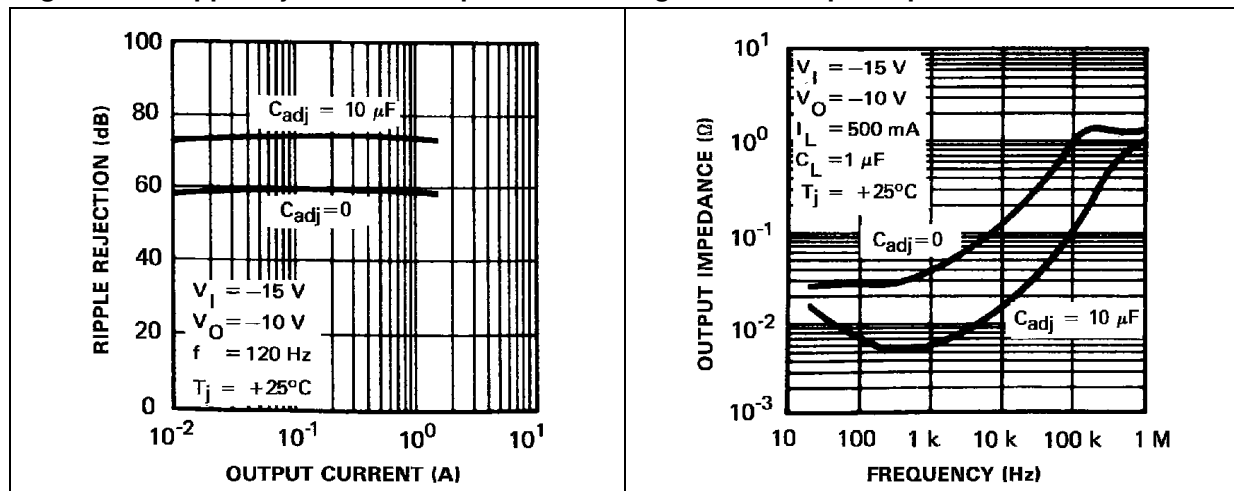 100
80
60
40
20
0
RIPPLE REJECTION (dB)
C_adj = 10 μF
C_adj=0
V_I = −15 V
V_O = −10 V
f = 120 Hz
T_j = +25°C
10^-2
10^-1
10^0
10^1
OUTPUT CURRENT (A)
10^1
10^0
10^-1
10^-2
10^-3
OUTPUT IMPEDANCE (Ω)
V_I = −15 V
V_O = −10 V
I_L = 500 mA
C_L = 1 μF
T_j = +25°C
C_adj=0
C_adj = 10 μF
10
100
1 k
10 k
100 k
1 M
FREQUENCY (Hz)